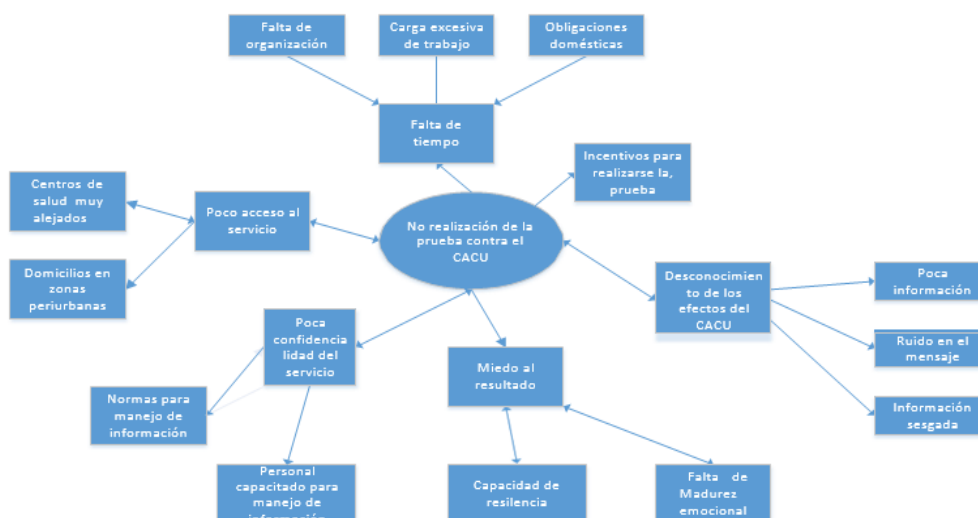 Falta de
organización
Carga excesiva
de trabajo
Obligaciones
domésticas
Falta de
tiempo
Incentivos para
realizarse la,
prueba
Centros de
salud muy
alejados
Poco acceso al
servicio
No realización de la
prueba contra el
CACU
Domicilios en
zonas
periurbanas
Desconocimien
to de los
efectos del
CACU
Poca
información
Ruido en el
mensaje
Información
sesgada
Poca
confidencia
lidad del
servicio
Miedo al
resultado
Normas para
manejo de
información
Personal
capacitado para
manejo de
información
Capacidad de
resilencia
Falta de
Madurez
emocional